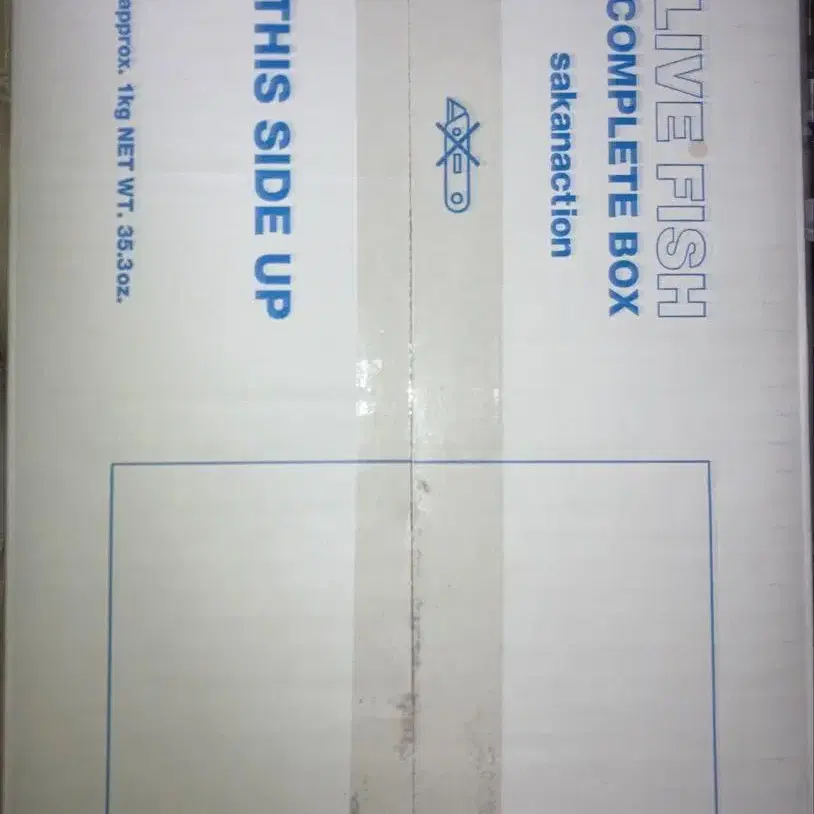 LIVE FISH
COMPLETE BOX
sakanaction
THIS SIDE UP
approx. 1kg NET WT. 35.3oz.